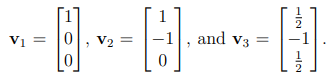 v₁ = [1 0 0], v₂ = [1 −1 0], and v₃ = [1/2 −1 1/2].